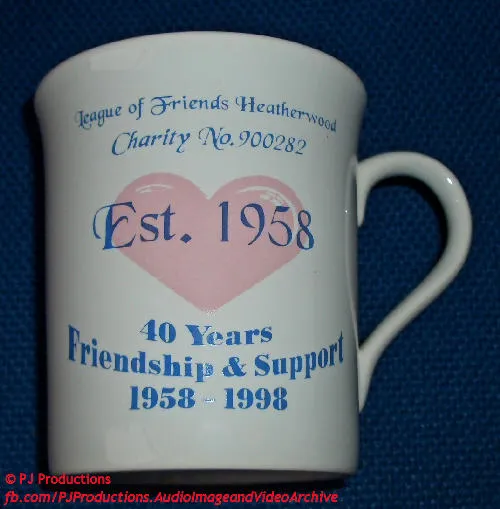 League of Friends Heatherwood
Charity No. 900282
Est. 1958
40 Years
Friendship & Support
1958 - 1998
© PJ Productions
fb.com/PJProductions.AudioImageandVideoArchive